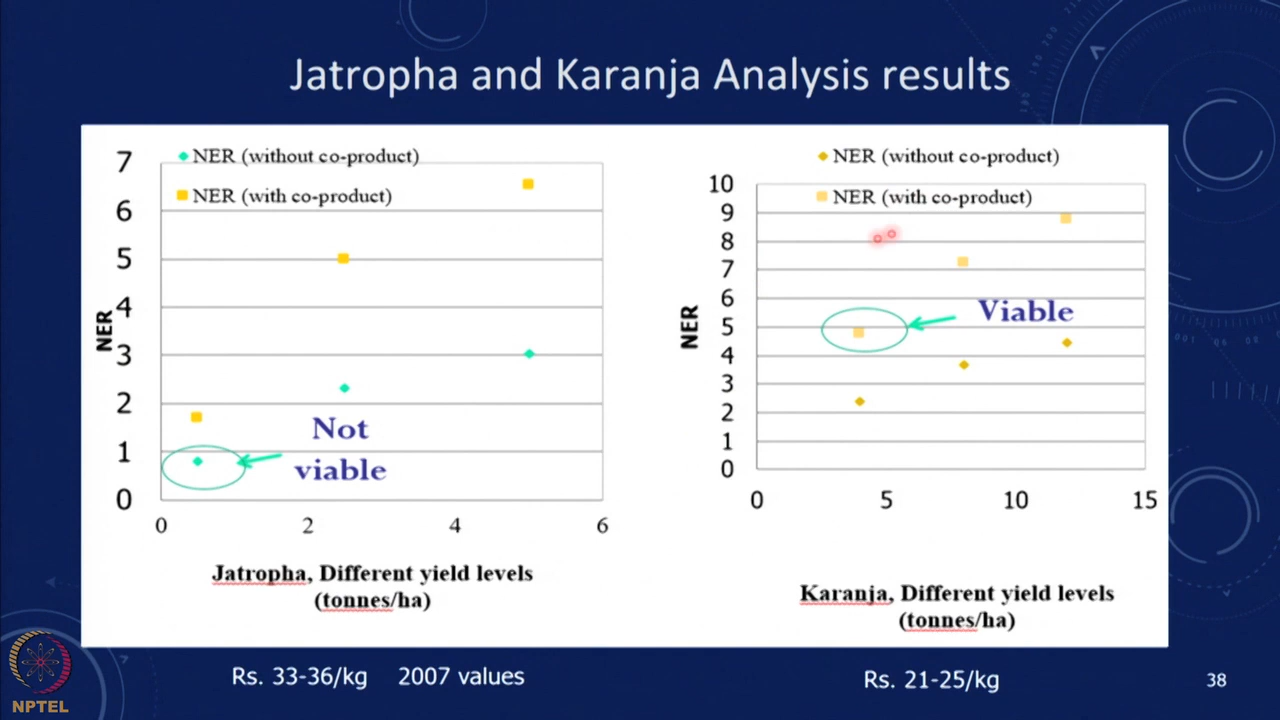 Jatropha and Karanja Analysis results
NER (without co-product)
NER (with co-product)
7
6
5
4
3
2
1
0
NER
Not
viable
0
2
4
6
Jatropha, Different yield levels
(tonnes/ha)
NER (without co-product)
NER (with co-product)
10
9
8
7
6
5
4
3
2
1
0
NER
Viable
0
5
10
15
Karanja, Different yield levels
(tonnes/ha)
Rs. 33-36/kg 2007 values
Rs. 21-25/kg
38
NPTEL